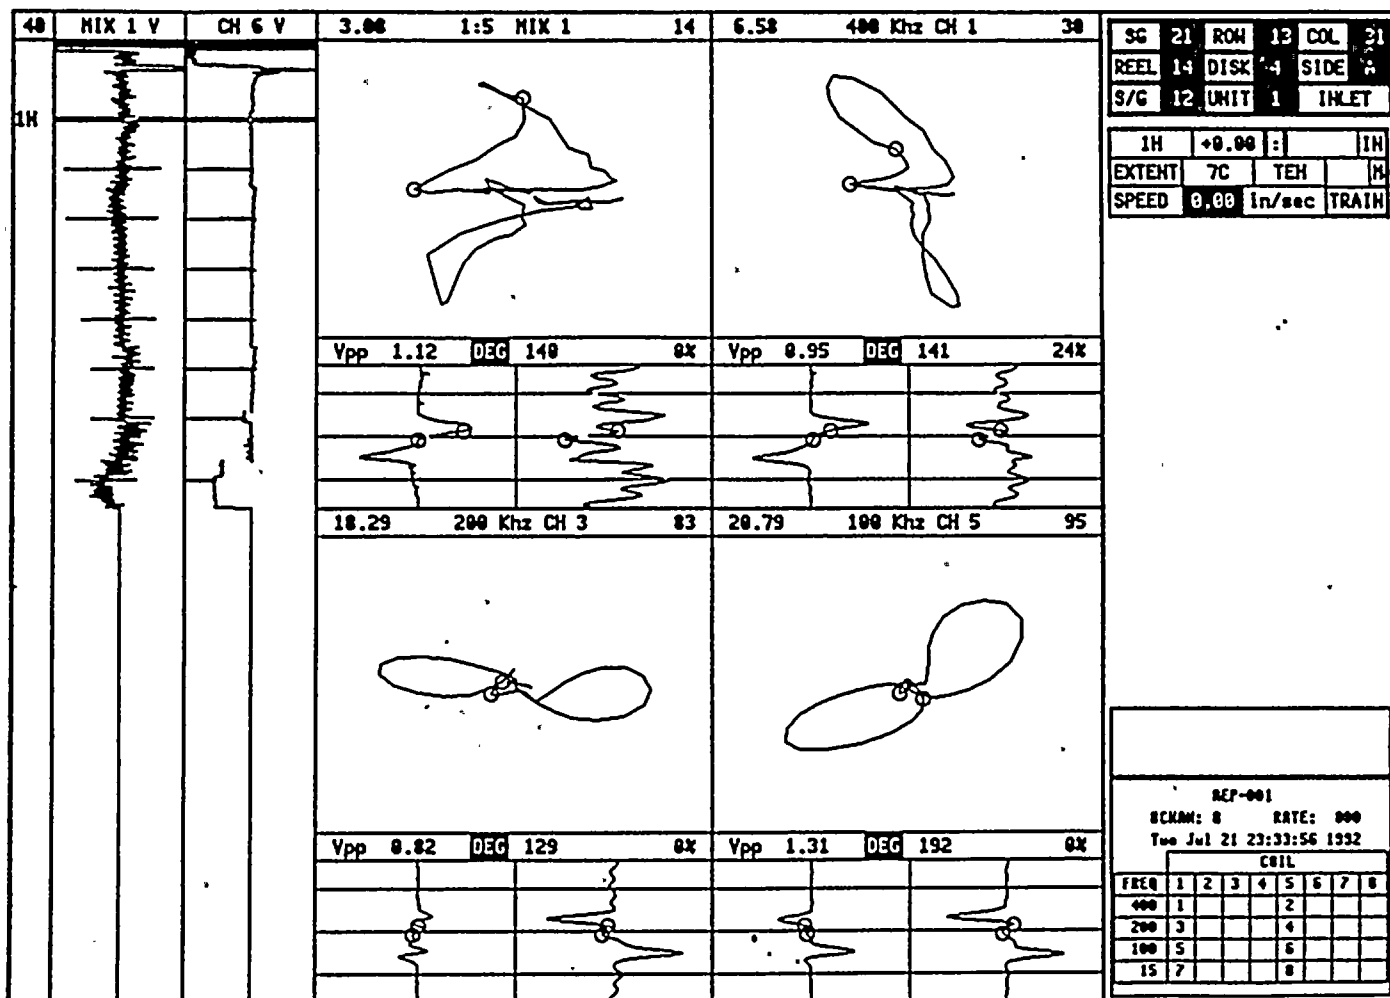 40 MIX 1 V CH 6 V 3.08 1:5 MIX 1 14 6.58 400 Khz CH 1 30
1H
Vpp 1.12 DEG 140 0% Vpp 0.95 DEG 141 24%
18.29 200 Khz CH 3 83 20.79 100 Khz CH 5 95
Vpp 0.82 DEG 129 0% Vpp 1.31 DEG 192 0%
SG 21 ROW 13 COL
REEL 14 DISK 4 SIDE
S/G 12 UNIT 1 INLET
1H +0.00 : IN
EXTENT 7C TEH M
SPEED 0.00 in/sec TRAIN
RATE: 800
Tue Jul 21 23:33:56 1992
COIL
FREQ 1 2 3 4 5 6 7 8
400 1 2
200 3 4
100 5 6
15 7 8